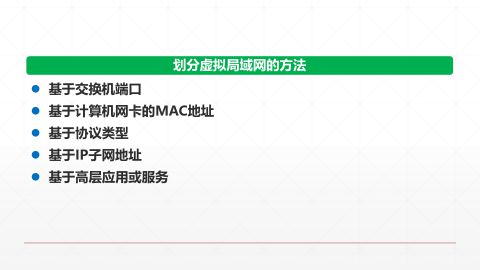 划分虚拟局域网的方法
基于交换机端口
基于计算机网卡的MAC地址
基于协议类型
基于IP子网地址
基于高层应用或服务